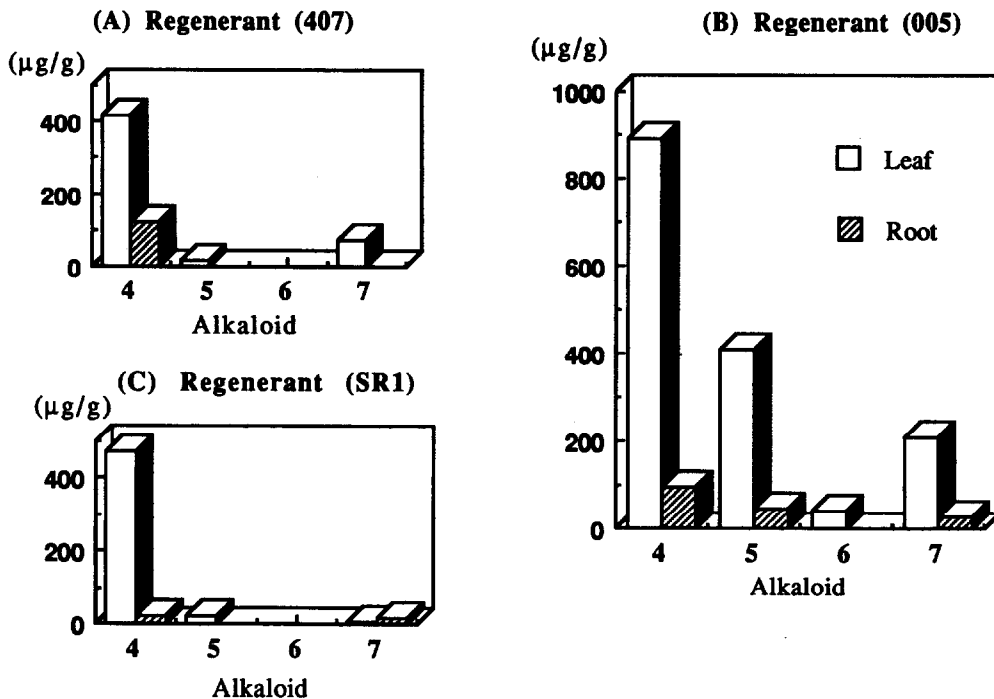 (A) Regenerant (407)
(µg/g)
400
200
0
4 5 6 7
Alkaloid
(C) Regenerant (SR1)
(µg/g)
400
200
0
4 5 6 7
Alkaloid
(B) Regenerant (005)
1000
800
600
400
200
0
Leaf
Root
4 5 6 7
Alkaloid